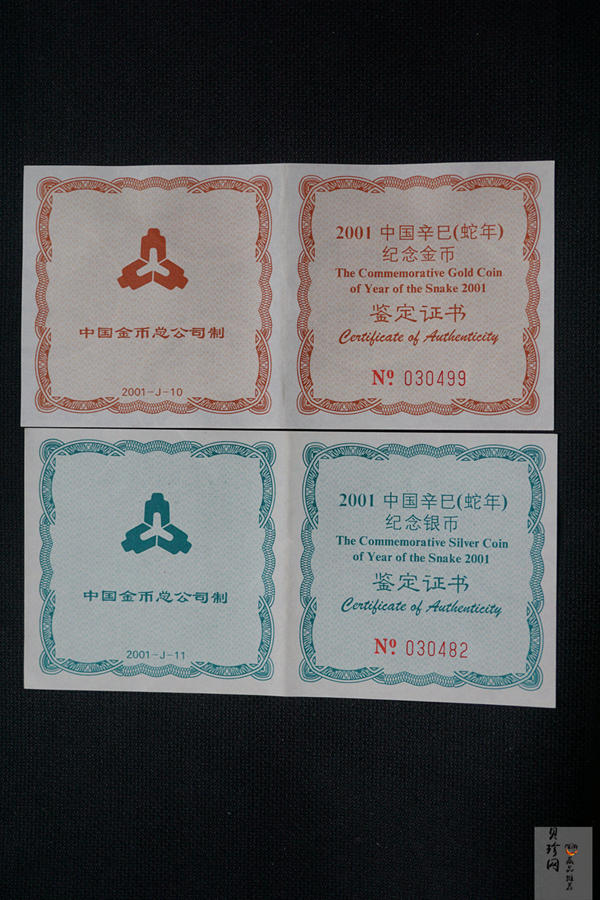 中国金币总公司制
2001-J-10
2001 中国辛巳(蛇年)
纪念金币
The Commemorative Gold Coin
of Year of the Snake 2001
鉴定证书
Certificate of Authenticity
No. 030499
中国金币总公司制
2001-J-11
2001 中国辛巳(蛇年)
纪念银币
The Commemorative Silver Coin
of Year of the Snake 2001
鉴定证书
Certificate of Authenticity
No. 030482
贝珍网